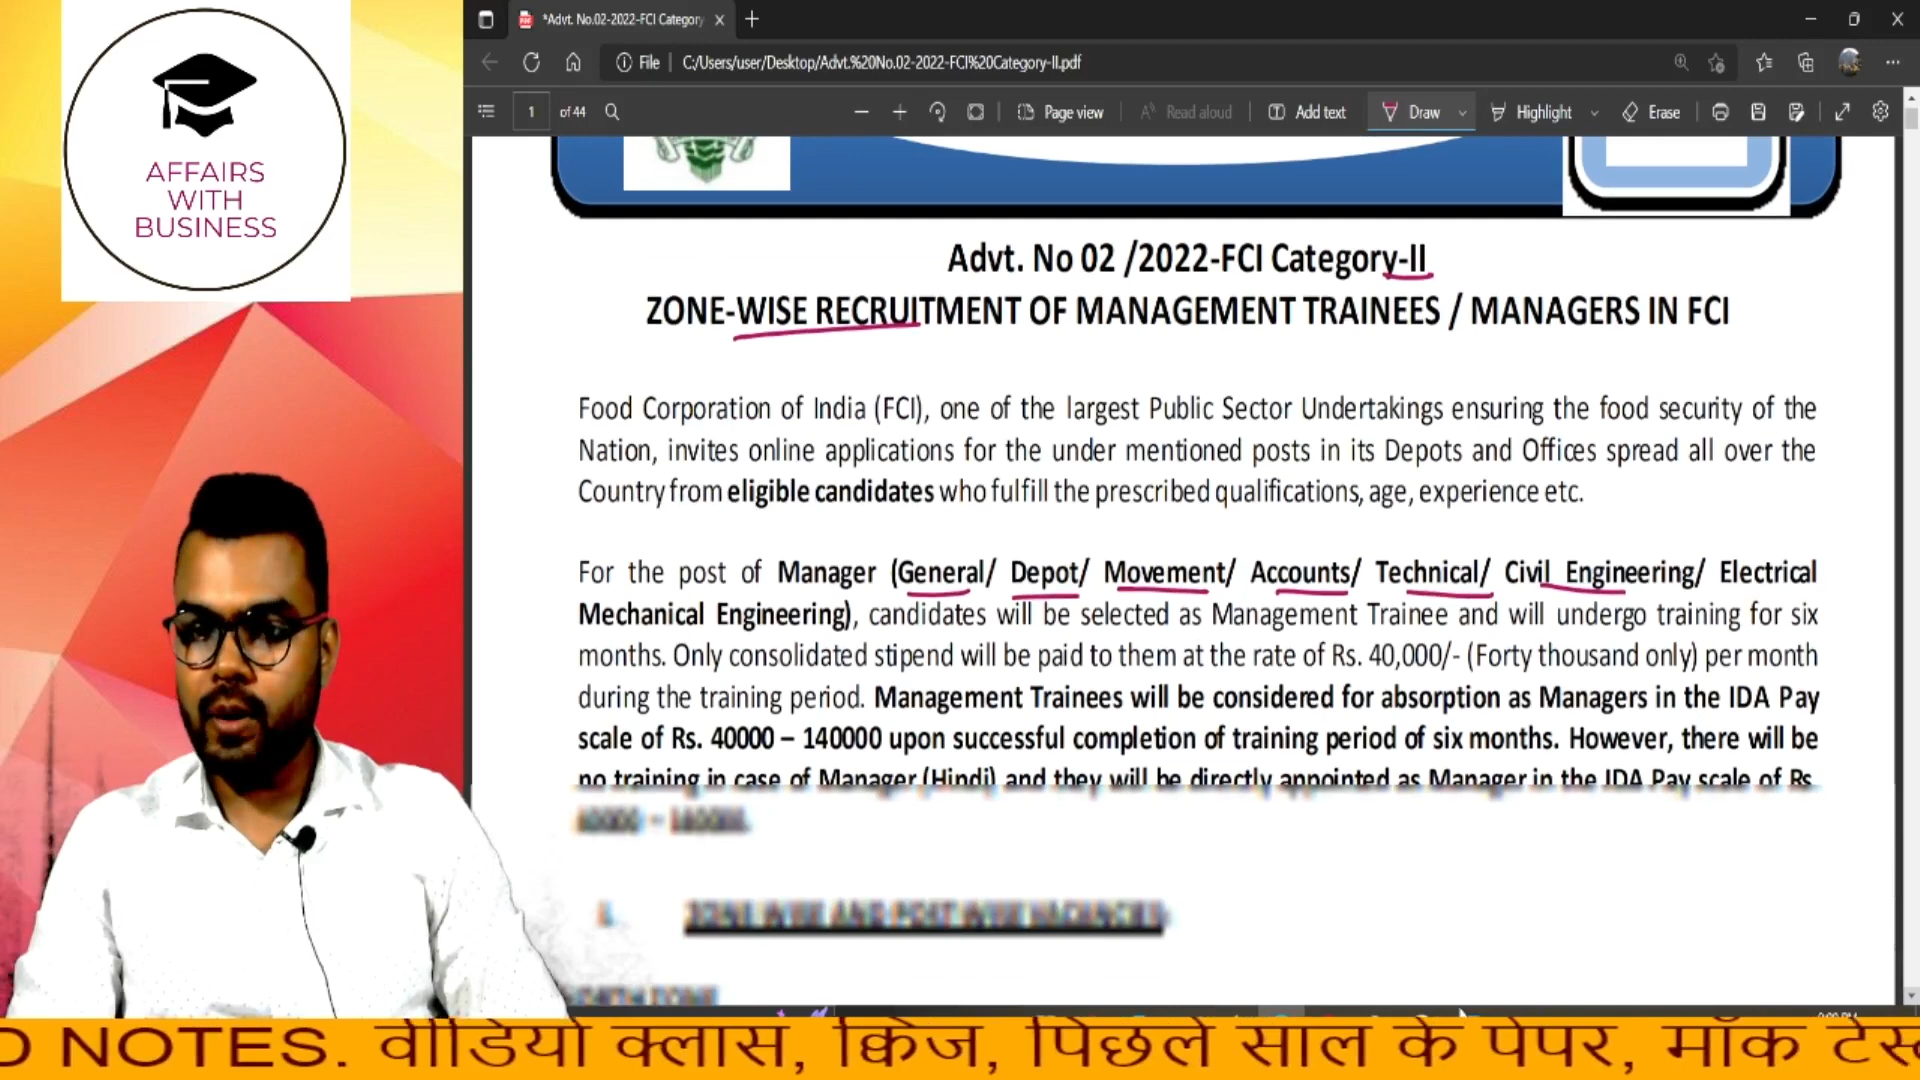 AFFAIRS
WITH
BUSINESS
*Advt. No.02-2022-FCI Category
File
C:/Users/user/Desktop/Advt.%20No.02-2022-FCI%20Category-II.pdf
1 of 44
Page view
Read aloud
Add text
Draw
Highlight
Erase
Advt. No 02 /2022-FCI Category-II
ZONE-WISE RECRUITMENT OF MANAGEMENT TRAINEES / MANAGERS IN FCI
Food Corporation of India (FCI), one of the largest Public Sector Undertakings ensuring the food security of the
Nation, invites online applications for the under mentioned posts in its Depots and Offices spread all over the
Country from eligible candidates who fulfill the prescribed qualifications, age, experience etc.
For the post of Manager (General/ Depot/ Movement/ Accounts/ Technical/ Civil Engineering/ Electrical
Mechanical Engineering), candidates will be selected as Management Trainee and will undergo training for six
months. Only consolidated stipend will be paid to them at the rate of Rs. 40,000/- (Forty thousand only) per month
during the training period. Management Trainees will be considered for absorption as Managers in the IDA Pay
scale of Rs. 40000 – 140000 upon successful completion of training period of six months. However, there will be
no training in case of Manager (Hindi) and they will be directly appointed as Manager in the IDA Pay scale of Rs.
40000 – 140000.
ZONE WISE AND POST WISE VACANCIES
D NOTES. वीडियो क्लास, क्विज, पिछले साल के पेपर, मॉक टेस्